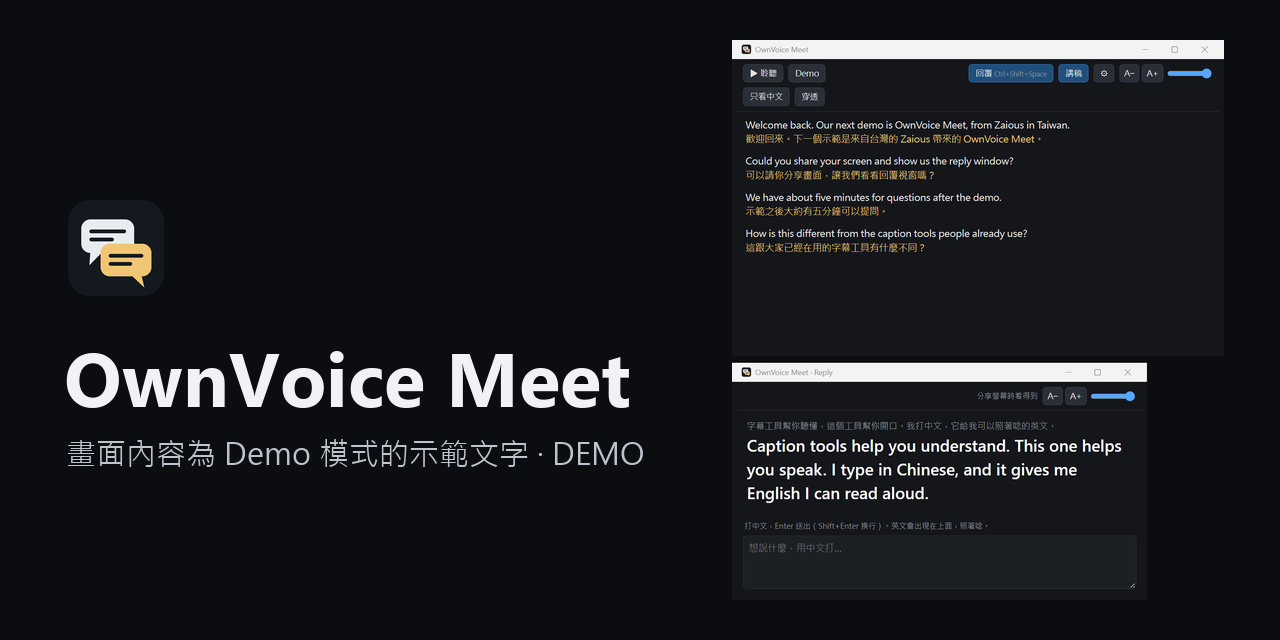 OwnVoice Meet
畫面內容為 Demo 模式的示範文字 · DEMO
OwnVoice Meet
▶ 聆聽 Demo 回覆 Ctrl+Shift+Space 講稿 ⚙ A− A+
只看中文 穿透
Welcome back. Our next demo is OwnVoice Meet, from Zaious in Taiwan.
歡迎回來。下一個示範是來自台灣的 Zaious 帶來的 OwnVoice Meet。
Could you share your screen and show us the reply window?
可以請你分享畫面，讓我們看看回覆視窗嗎？
We have about five minutes for questions after the demo.
示範之後大約有五分鐘可以提問。
How is this different from the caption tools people already use?
這跟大家已經在用的字幕工具有什麼不同？
OwnVoice Meet - Reply
分享螢幕時看得到 A− A+
字幕工具幫你聽懂，這個工具幫你開口。我打中文，它給我可以照著唸的英文。
Caption tools help you understand. This one helps
you speak. I type in Chinese, and it gives me
English I can read aloud.
打中文，Enter 送出（Shift+Enter 換行）。英文會出現在上面，照著唸。
想說什麼，用中文打...